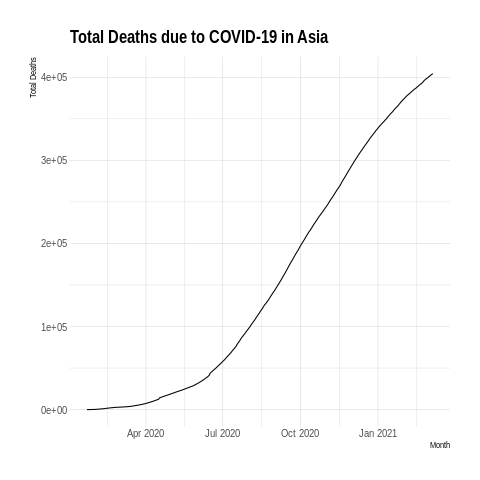 Total Deaths due to COVID-19 in Asia
Total Deaths
4e+05
3e+05
2e+05
1e+05
0e+00
Apr 2020 Jul 2020 Oct 2020 Jan 2021
Month